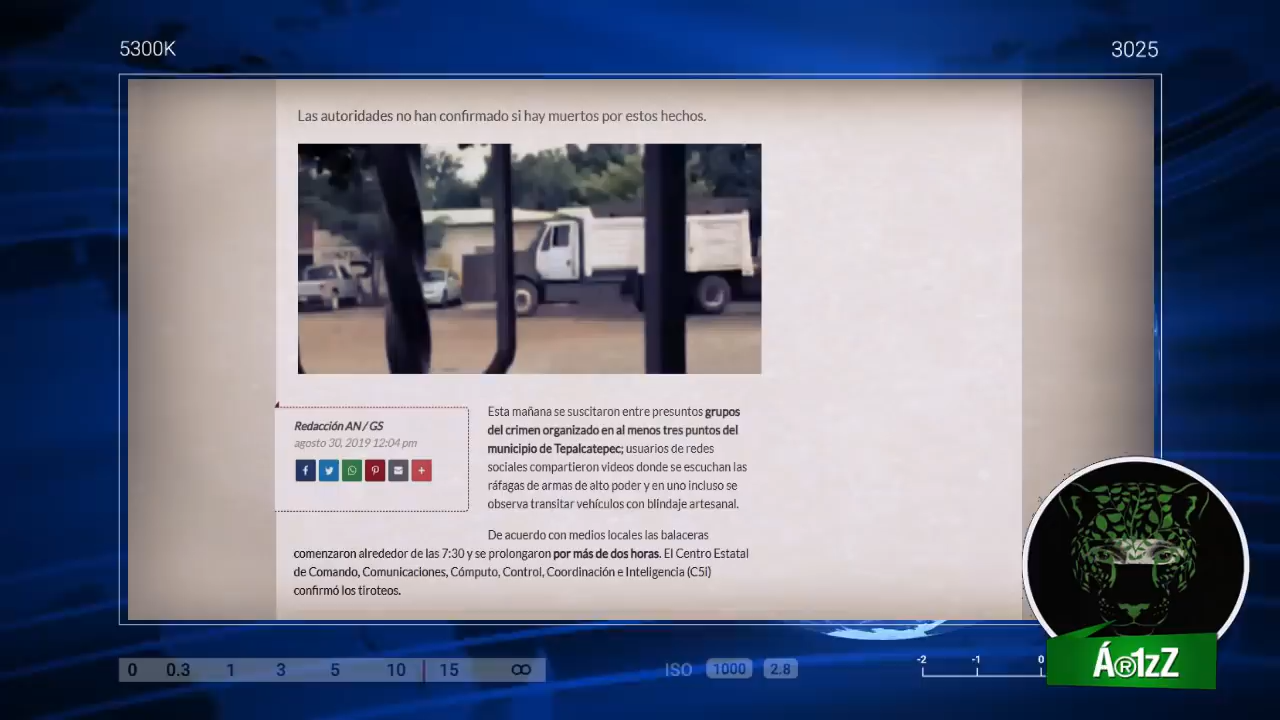 5300K
3025
Las autoridades no han confirmado si hay muertos por estos hechos.
Redacción AN / GS
agosto 30, 2019 12:04 pm
Esta mañana se suscitaron entre presuntos grupos
del crimen organizado en al menos tres puntos del
municipio de Tepalcatepec; usuarios de redes
sociales compartieron videos donde se escuchan las
ráfagas de armas de alto poder y en uno incluso se
observa transitar vehículos con blindaje artesanal.
De acuerdo con medios locales las balaceras
comenzaron alrededor de las 7:30 y se prolongaron por más de dos horas. El Centro Estatal
de Comando, Comunicaciones, Cómputo, Control, Coordinación e Inteligencia (C5i)
confirmó los tiroteos.
0 0.3 1 3 5 10 15 ∞
ISO 1000 2.8
-2 -1 0
Á®1zZ